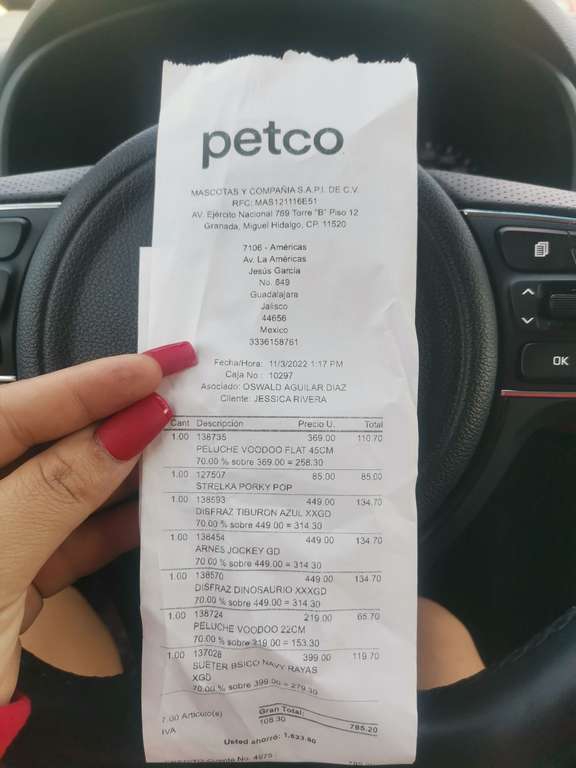 petco
MASCOTAS Y COMPAÑIA S.A.P.I. DE C.V.
RFC: MAS121116E51
AV. Ejército Nacional 769 Torre "B" Piso 12
Granada, Miguel Hidalgo, CP. 11520
7106 - Américas
Av. La Américas
Jesús García
No. 649
Guadalajara
Jalisco
44656
Mexico
3336158761
Fecha/Hora: 11/3/2022 1:17 PM
Caja No.: 10297
Asociado: OSWALD AGUILAR DIAZ
Cliente: JESSICA RIVERA
Cant Descripción Precio U. Total
1.00 138735 369.00 110.70
PELUCHE VOODOO FLAT 45CM
70.00 % sobre 369.00 = 258.30
1.00 127507 85.00 85.00
STRELKA PORKY POP
1.00 138593 449.00 134.70
DISFRAZ TIBURON AZUL XXGD
70.00 % sobre 449.00 = 314.30
1.00 138454 449.00 134.70
ARNES JOCKEY GD
70.00 % sobre 449.00 = 314.30
1.00 138570 449.00 134.70
DISFRAZ DINOSAURIO XXXGD
70.00 % sobre 449.00 = 314.30
1.00 138724 219.00 65.70
PELUCHE VOODOO 22CM
70.00 % sobre 219.00 = 153.30
1.00 137028 399.00 119.70
SUETER BSICO NAVY RAYAS
XGD
70.00 % sobre 399.00 = 279.30
7.00 Artículo(s) Gran Total: 785.20
IVA 108.30
Usted ahorró: 1,633.80
OK